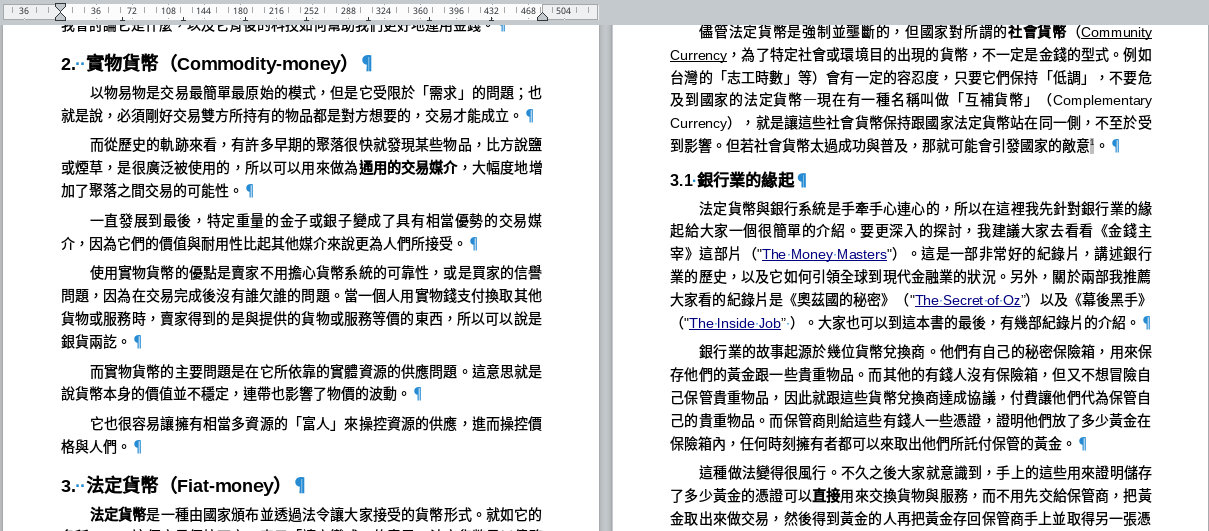 36 36 72 108 144 180 216 252 288 324 360 396 432 468 504
2. 實物貨幣（Commodity-money）¶
以物易物是交易最簡單最原始的模式，但是它受限於「需求」的問題；也
就是說，必須剛好交易雙方所持有的物品都是對方想要的，交易才能成立。¶
而從歷史的軌跡來看，有許多早期的聚落很快就發現某些物品，比方說鹽
或煙草，是很廣泛被使用的，所以可以用來做為通用的交易媒介，大幅度地增
加了聚落之間交易的可能性。¶
一直發展到最後，特定重量的金子或銀子變成了具有相當優勢的交易媒
介，因為它們的價值與耐用性比起其他媒介來說更為人們所接受。¶
使用實物貨幣的優點是賣家不用擔心貨幣系統的可靠性，或是買家的信譽
問題，因為在交易完成後沒有誰欠誰的問題。當一個人用實物錢支付換取其他
貨物或服務時，賣家得到的是與提供的貨物或服務等價的東西，所以可以說是
銀貨兩訖。¶
而實物貨幣的主要問題是在它所依靠的實體資源的供應問題。這意思就是
說貨幣本身的價值並不穩定，連帶也影響了物價的波動。¶
它也很容易讓擁有相當多資源的「富人」來操控資源的供應，進而操控價
格與人們。¶
3. 法定貨幣（Fiat-money）¶
法定貨幣是一種由國家頒布並透過法令讓大家接受的貨幣形式。就如它的
儘管法定貨幣是強制並壟斷的，但國家對所謂的社會貨幣（Community
Currency，為了特定社會或環境目的出現的貨幣，不一定是金錢的型式。例如
台灣的「志工時數」等）會有一定的容忍度，只要它們保持「低調」，不要危
及到國家的法定貨幣─現在有一種名稱叫做「互補貨幣」（Complementary
Currency），就是讓這些社會貨幣保持跟國家法定貨幣站在同一側，不至於受
到影響。但若社會貨幣太過成功與普及，那就可能會引發國家的敵意。¶
3.1 銀行業的緣起¶
法定貨幣與銀行系統是手牽手心連心的，所以在這裡我先針對銀行業的緣
起給大家一個很簡單的介紹。要更深入的探討，我建議大家去看看《金錢主
宰》這部片（"The Money Masters"）。這是一部非常好的紀錄片，講述銀行
業的歷史，以及它如何引領全球到現代金融業的狀況。另外，關於兩部我推薦
大家看的紀錄片是《奧茲國的秘密》（"The Secret of Oz”）以及《幕後黑手》
（"The Inside Job” ）。大家也可以到這本書的最後，有幾部紀錄片的介紹。¶
銀行業的故事起源於幾位貨幣兌換商。他們有自己的秘密保險箱，用來保
存他們的黃金跟一些貴重物品。而其他的有錢人沒有保險箱，但又不想冒險自
己保管貴重物品，因此就跟這些貨幣兌換商達成協議，付費讓他們代為保管自
己的貴重物品。而保管商則給這些有錢人一些憑證，證明他們放了多少黃金在
保險箱內，任何時刻擁有者都可以來取出他們所託付保管的黃金。¶
這種做法變得很風行。不久之後大家就意識到，手上的這些用來證明儲存
了多少黃金的憑證可以直接用來交換貨物與服務，而不用先交給保管商，把黃
金取出來做交易，然後得到黃金的人再把黃金存回保管商手上並取得另一張憑